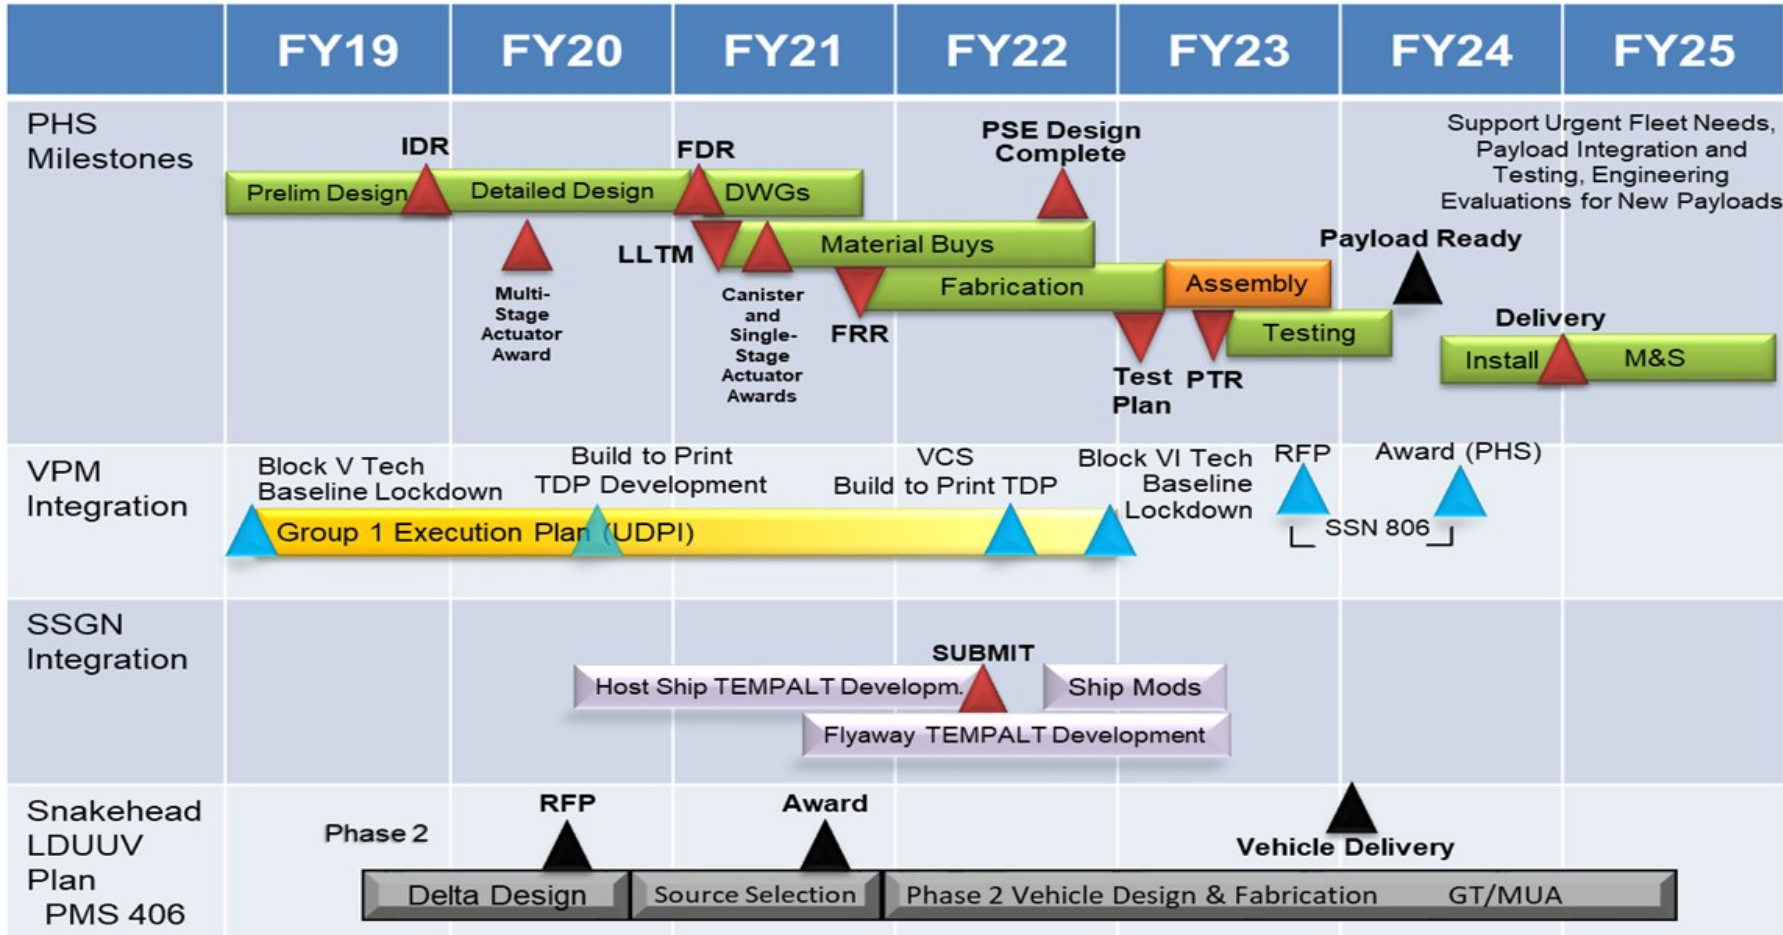 FY19 FY20 FY21 FY22 FY23 FY24 FY25
PHS
Milestones
IDR
FDR
PSE Design
Complete
Support Urgent Fleet Needs,
Payload Integration and
Testing, Engineering
Evaluations for New Payloads
Prelim Design
Detailed Design
DWGs
LLTM
Material Buys
Payload Ready
Multi-
Stage
Actuator
Award
Canister
and
Single-
Stage
Actuator
Awards
FRR
Fabrication
Assembly
Testing
Test
Plan
PTR
Delivery
Install
M&S
VPM
Integration
Block V Tech
Baseline Lockdown
Build to Print
TDP Development
VCS
Build to Print TDP
Block VI Tech
Baseline
Lockdown
RFP
Award (PHS)
SSN 806
Group 1 Execution Plan (UDPI)
SSGN
Integration
SUBMIT
Host Ship TEMPALT Developm.
Ship Mods
Flyaway TEMPALT Development
Snakehead
LDUUV
Plan
PMS 406
Phase 2
RFP
Award
Vehicle Delivery
Delta Design
Source Selection
Phase 2 Vehicle Design & Fabrication
GT/MUA